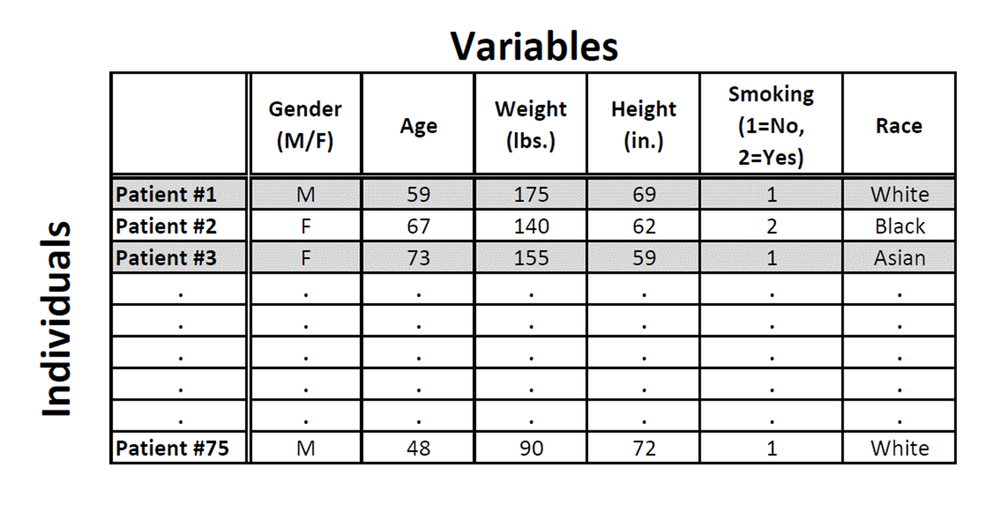 Variables
Gender (M/F) Age Weight (lbs.) Height (in.) Smoking (1=No, 2=Yes) Race
Individuals
Patient #1 M 59 175 69 1 White
Patient #2 F 67 140 62 2 Black
Patient #3 F 73 155 59 1 Asian
. . . . . . .
. . . . . . .
. . . . . . .
. . . . . . .
. . . . . . .
Patient #75 M 48 90 72 1 White